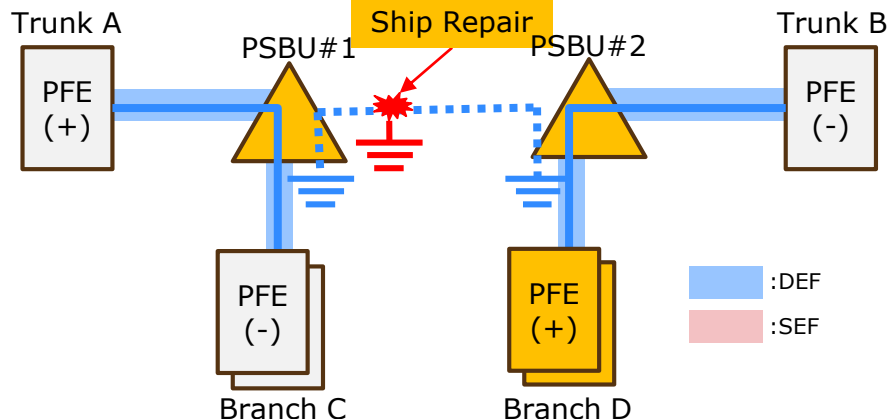 Trunk A
Ship Repair
Trunk B
PSBU#1
PSBU#2
PFE
(+)
PFE
(-)
PFE
(-)
PFE
(+)
:DEF
:SEF
Branch C
Branch D